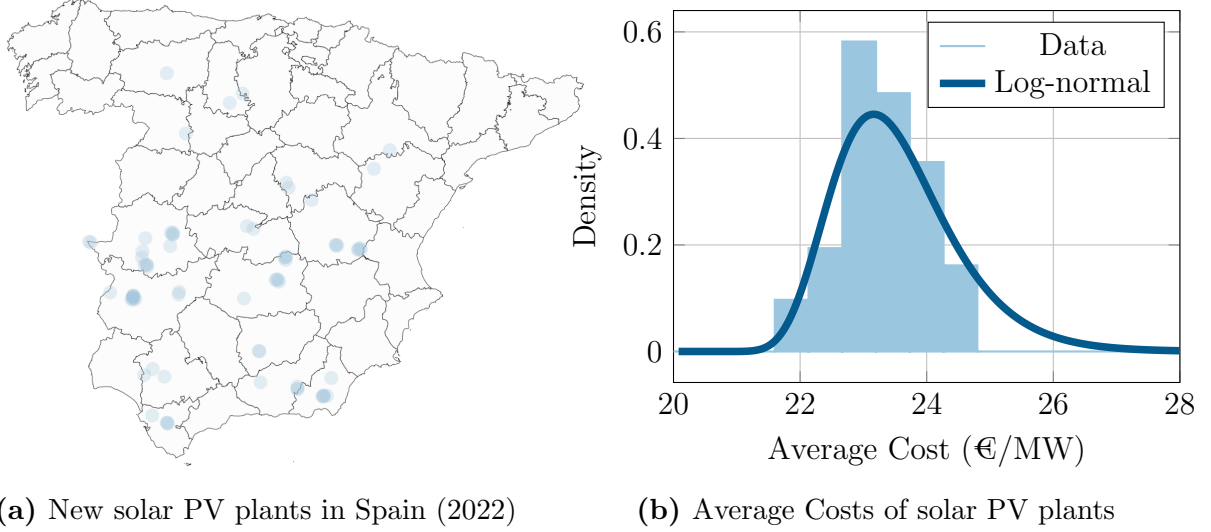 0.6
0.4
0.2
0
Density
Data
Log-normal
20 22 24 26 28
Average Cost (€/MW)
(a) New solar PV plants in Spain (2022)
(b) Average Costs of solar PV plants